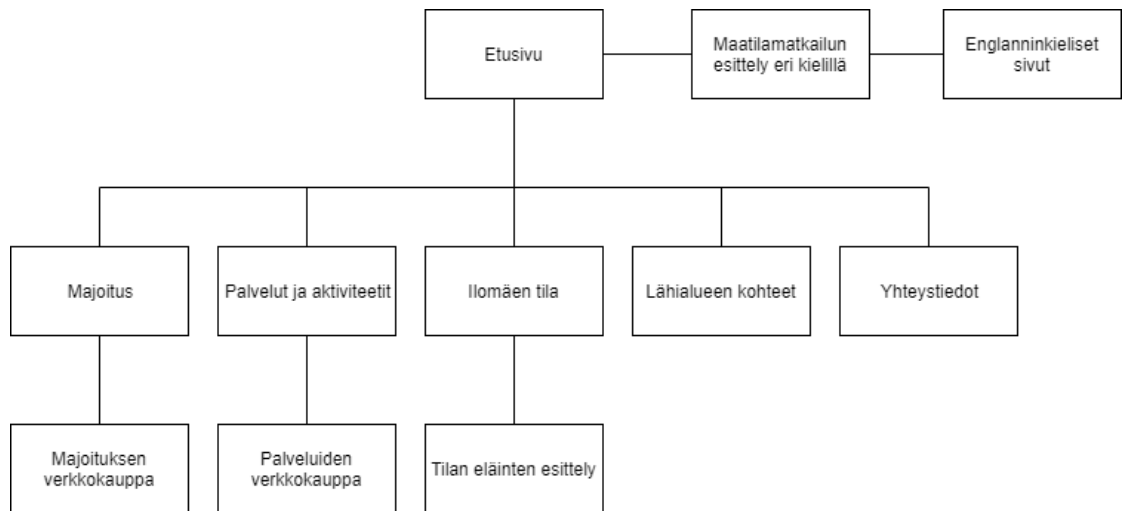 Etusivu
Maatilamatkailun
esittely eri kielillä
Englanninkieliset
sivut
Majoitus
Palvelut ja aktiviteetit
Ilomäen tila
Lähialueen kohteet
Yhteystiedot
Majoituksen
verkkokauppa
Palveluiden
verkkokauppa
Tilan eläinten esittely